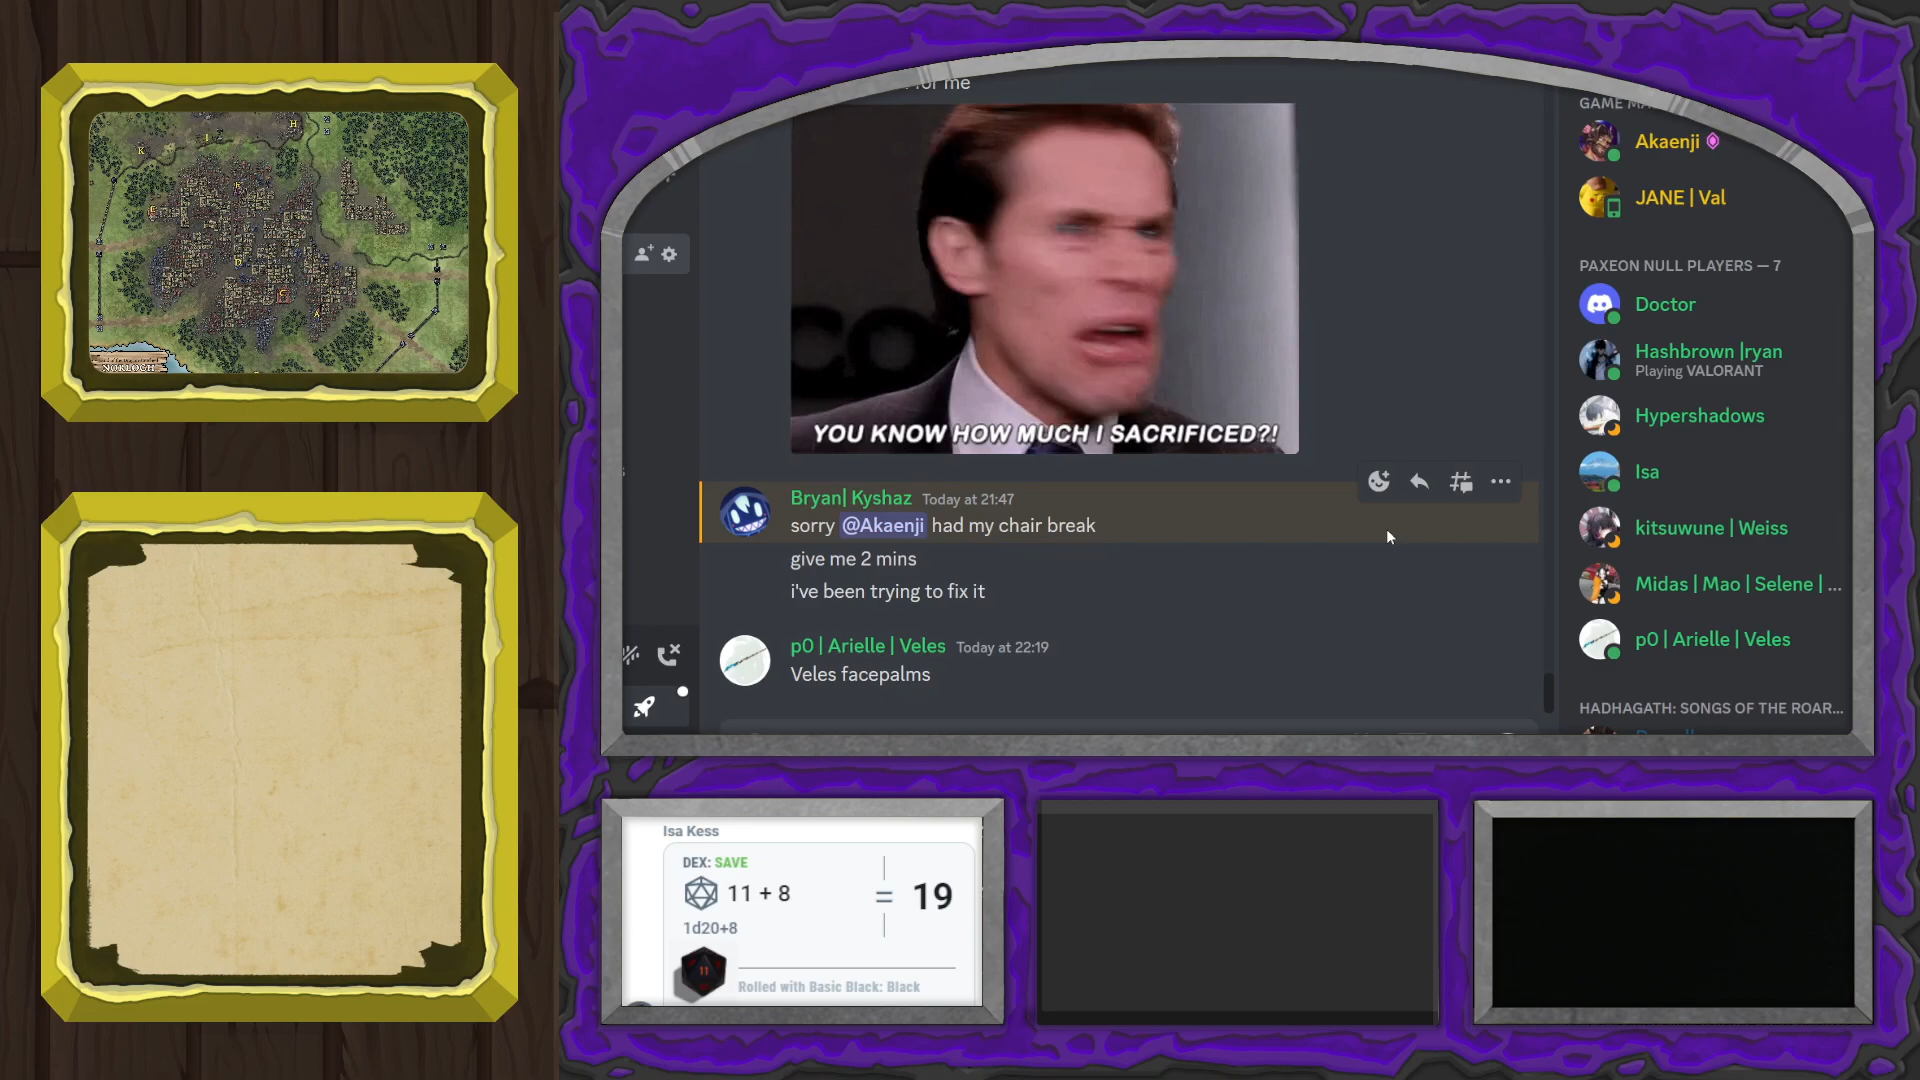 K
I
H
E
F
D
C
A
NORLOCH
for me
YOU KNOW HOW MUCH I SACRIFICED?!
Bryan| Kyshaz Today at 21:47
sorry @Akaenji had my chair break
give me 2 mins
i've been trying to fix it
p0 | Arielle | Veles Today at 22:19
Veles facepalms
GAME MA
Akaenji
JANE | Val
PAXEON NULL PLAYERS — 7
Doctor
Hashbrown |ryan
Playing VALORANT
Hypershadows
Isa
kitsuwune | Weiss
Midas | Mao | Selene | ...
p0 | Arielle | Veles
HADHAGATH: SONGS OF THE ROAR...
Isa Kess
DEX: SAVE
11 + 8 = 19
1d20+8
11
Rolled with Basic Black: Black